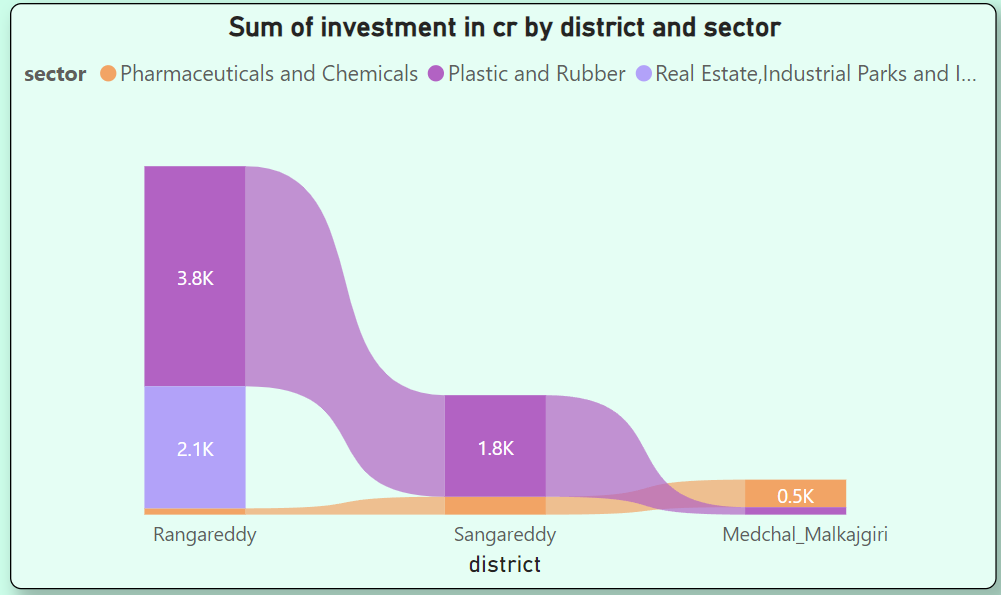 Sum of investment in cr by district and sector
sector Pharmaceuticals and Chemicals Plastic and Rubber Real Estate,Industrial Parks and I...
3.8K
2.1K
1.8K
0.5K
Rangareddy Sangareddy Medchal_Malkajgiri
district